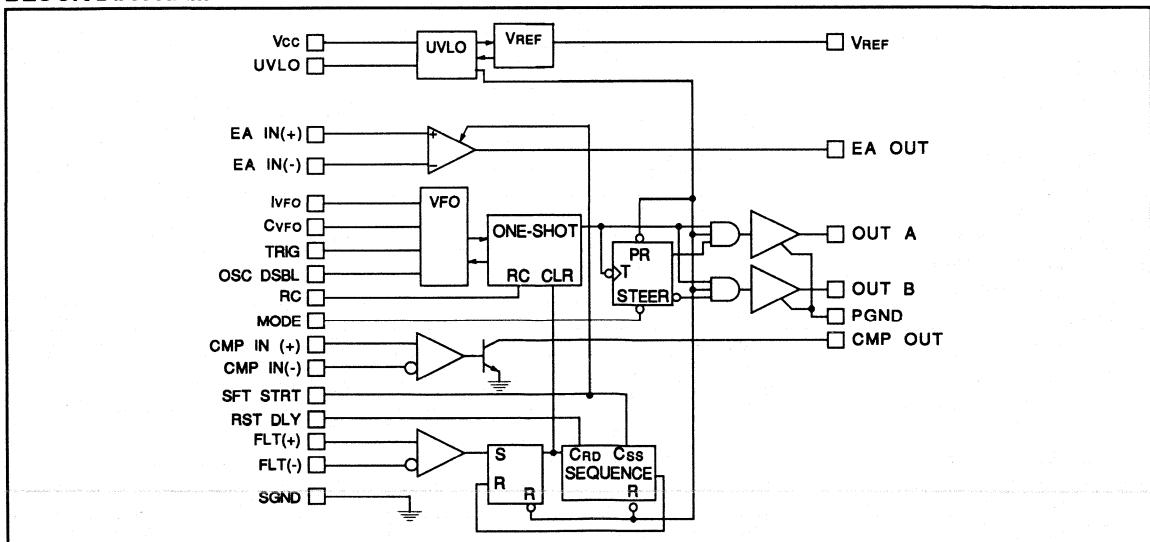 Vcc
UVLO
UVLO
VREF
VREF
EA IN(+)
EA IN(-)
+
−
EA OUT
IVFO
CVFO
TRIG
OSC DSBL
RC
MODE
VFO
ONE-SHOT
RC CLR
PR
T
STEER
OUT A
OUT B
PGND
CMP OUT
CMP IN (+)
CMP IN(-)
SFT STRT
RST DLY
FLT(+)
FLT(-)
SGND
S
R
R
CRD CSS
SEQUENCE
R